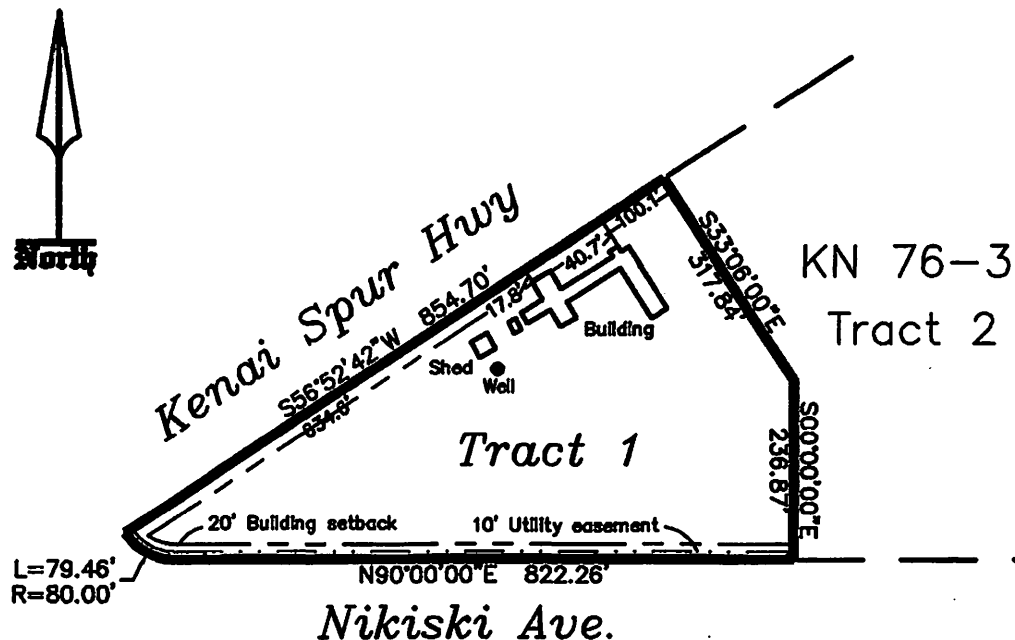 North
Kenai Spur Hwy
S56°52'42"W 854.70'
17.8'
40.7'
100.1'
S33°06'00"E
317.84'
KN 76-3
Tract 2
Building
Shed
Well
Tract 1
S00°00'00"E
236.87'
20' Building setback
10' Utility easement
L=79.46'
R=80.00'
N90°00'00"E 822.26'
Nikiski Ave.